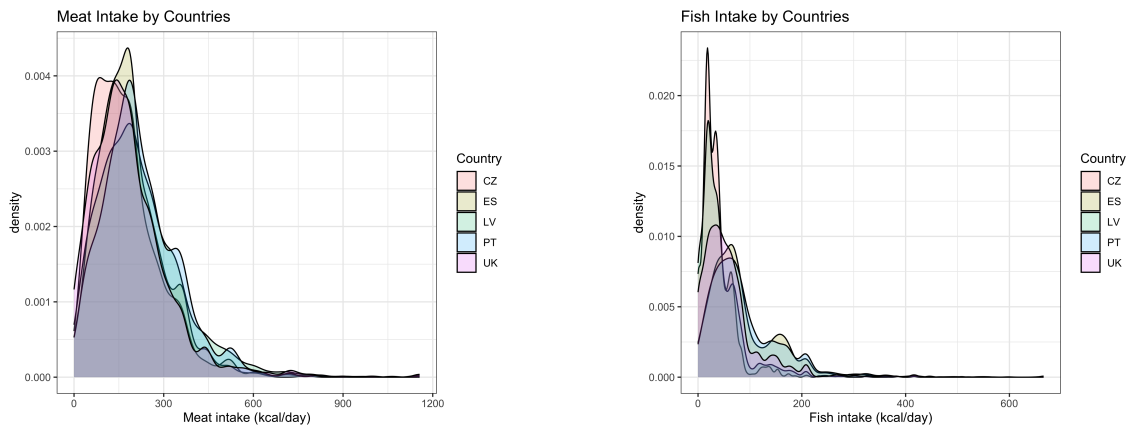 Meat Intake by Countries
0.004
0.003
0.002
0.001
0.000
density
0
300
600
900
1200
Meat intake (kcal/day)
Country
CZ
ES
LV
PT
UK
Fish Intake by Countries
0.020
0.015
0.010
0.005
0.000
density
0
200
400
600
Fish intake (kcal/day)
Country
CZ
ES
LV
PT
UK